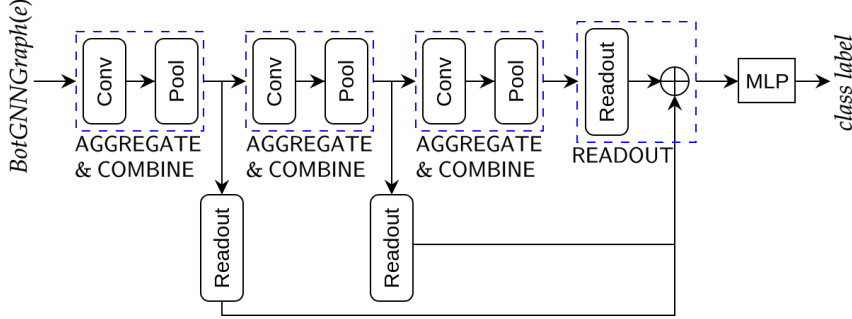 BotGNNGraph(e)
Conv
Pool
AGGREGATE
& COMBINE
Conv
Pool
AGGREGATE
& COMBINE
Conv
Pool
AGGREGATE
& COMBINE
Readout
READOUT
MLP
class label
Readout
Readout